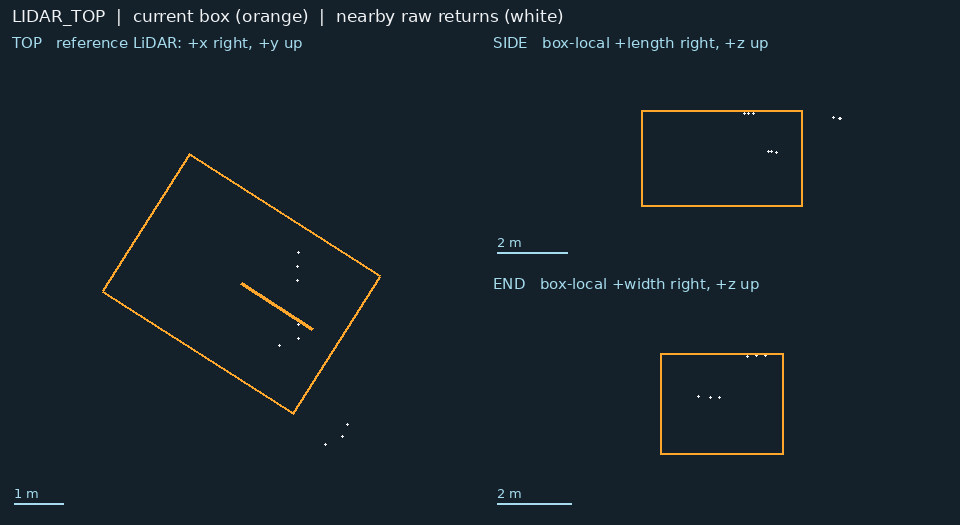 LIDAR_TOP | current box (orange) | nearby raw returns (white)
TOP reference LiDAR: +x right, +y up
SIDE box-local +length right, +z up
2 m
END box-local +width right, +z up
1 m
2 m